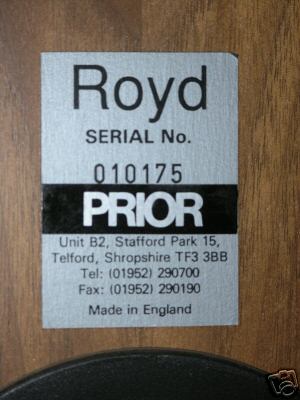 Royd
SERIAL No.
010175
PRIOR
Unit B2, Stafford Park 15,
Telford, Shropshire TF3 3BB
Tel: (01952) 290700
Fax: (01952) 290190
Made in England